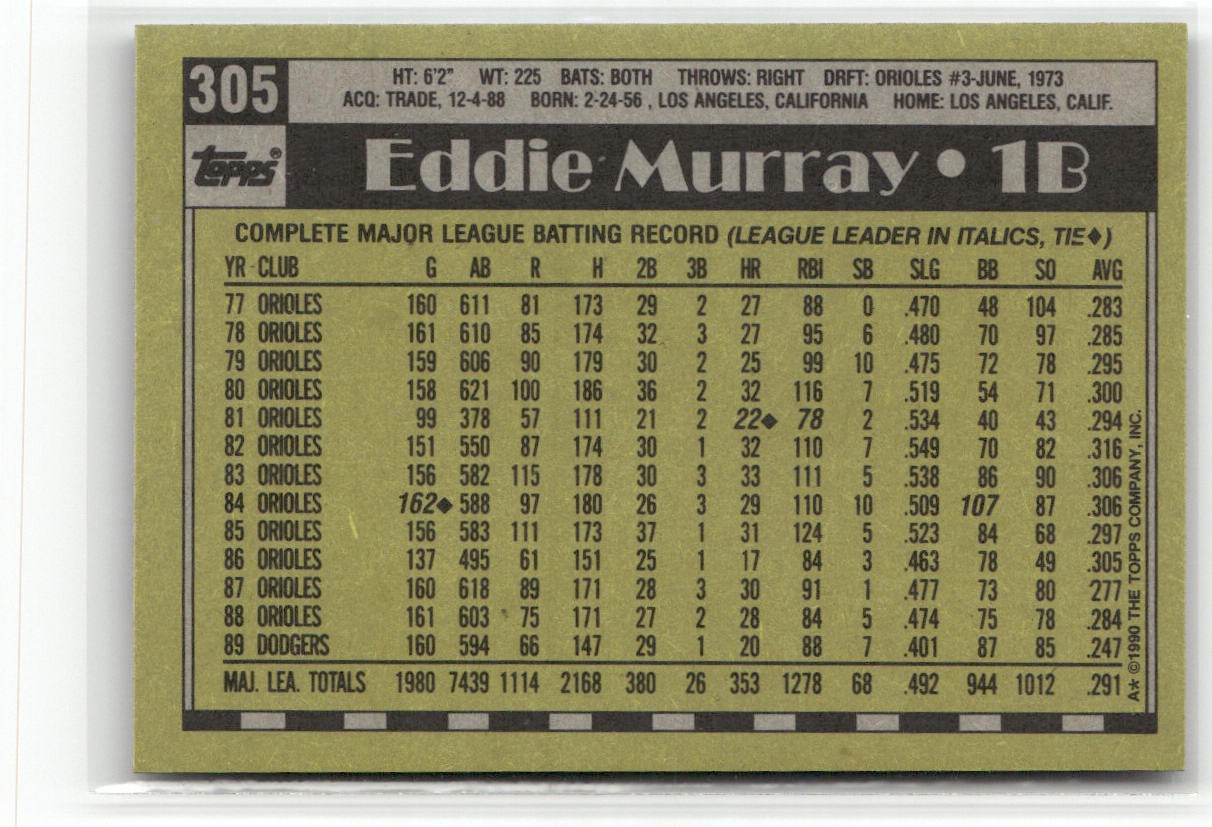 305
HT: 6'2" WT: 225 BATS: BOTH THROWS: RIGHT DRFT: ORIOLES #3-JUNE, 1973
ACQ: TRADE, 12-4-88 BORN: 2-24-56 , LOS ANGELES, CALIFORNIA HOME: LOS ANGELES, CALIF.
topps®
Eddie Murray • 1B
COMPLETE MAJOR LEAGUE BATTING RECORD (LEAGUE LEADER IN ITALICS, TIE♦)
YR CLUB G AB R H 2B 3B HR RBI SB SLG BB SO AVG
77 ORIOLES 160 611 81 173 29 2 27 88 0 .470 48 104 .283
78 ORIOLES 161 610 85 174 32 3 27 95 6 .480 70 97 .285
79 ORIOLES 159 606 90 179 30 2 25 99 10 .475 72 78 .295
80 ORIOLES 158 621 100 186 36 2 32 116 7 .519 54 71 .300
81 ORIOLES 99 378 57 111 21 2 22♦ 78 2 .534 40 43 .294
82 ORIOLES 151 550 87 174 30 1 32 110 7 .549 70 82 .316
83 ORIOLES 156 582 115 178 30 3 33 111 5 .538 86 90 .306
84 ORIOLES 162♦ 588 97 180 26 3 29 110 10 .509 107 87 .306
85 ORIOLES 156 583 111 173 37 1 31 124 5 .523 84 68 .297
86 ORIOLES 137 495 61 151 25 1 17 84 3 .463 78 49 .305
87 ORIOLES 160 618 89 171 28 3 30 91 1 .477 73 80 .277
88 ORIOLES 161 603 75 171 27 2 28 84 5 .474 75 78 .284
89 DODGERS 160 594 66 147 29 1 20 88 7 .401 87 85 .247
MAJ. LEA. TOTALS 1980 7439 1114 2168 380 26 353 1278 68 .492 944 1012 .291
A* ©1990 THE TOPPS COMPANY, INC.